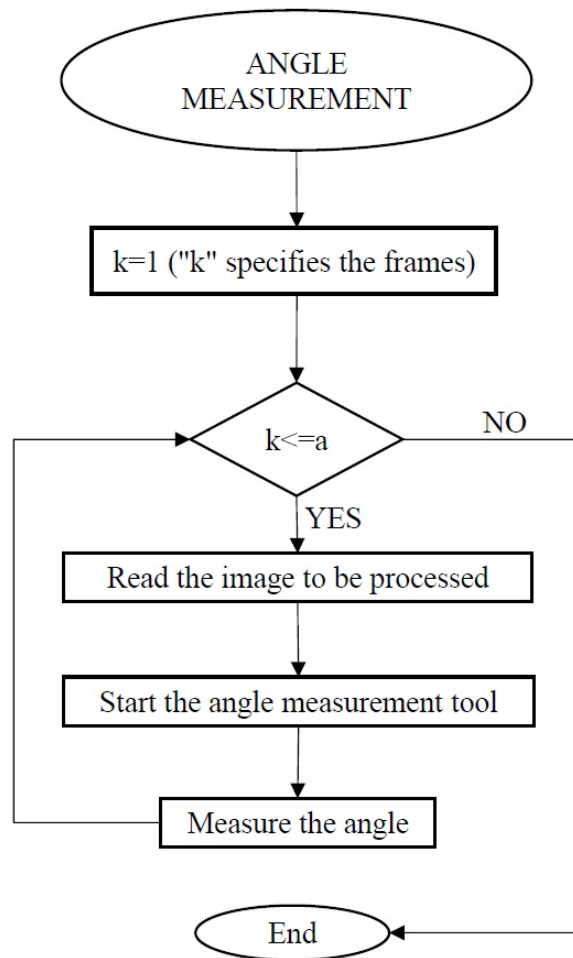 ANGLE
MEASUREMENT
k=1 ("k" specifies the frames)
k<=a
NO
YES
Read the image to be processed
Start the angle measurement tool
Measure the angle
End